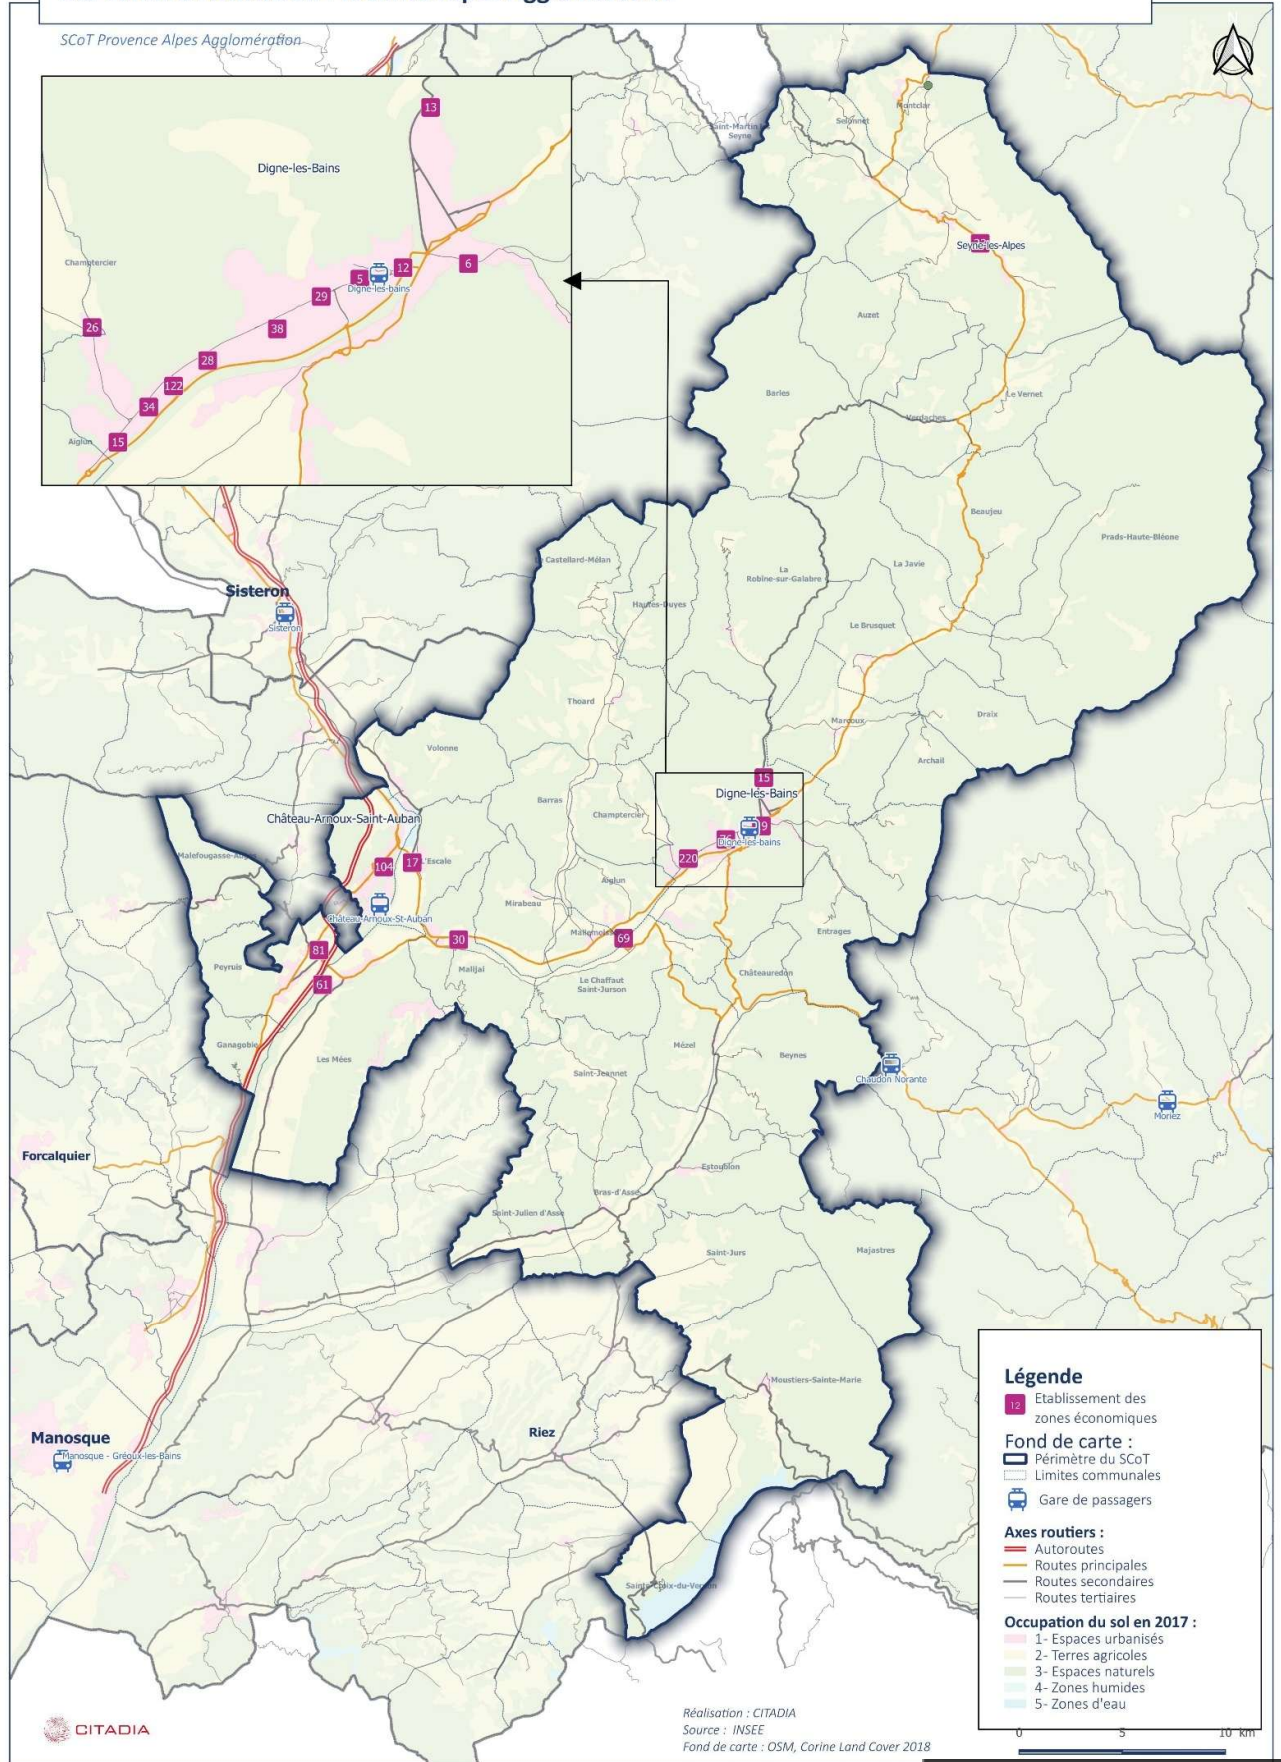 SCoT Provence Alpes Agglomération
13
Digne-les-Bains
Champtercier
12
6
5
Digne-les-bains
29
26
38
28
122
34
Aiglun
15
Montclar
Selonnet
Seyne
Seyne-les-Alpes
Auzet
Barles
Le Vernet
Verdaches
Beaujeu
Prads-Haute-Bléone
Castellard-Mélan
La Javie
La
Robine-sur-Galabre
Hautes-Duyes
Sisteron
Sisteron
Le Brusquet
Thoard
Marcoux
Draix
Volonne
Archail
15
Digne-les-Bains
Barras
Champtercier
Château-Arnoux-Saint-Auban
9
Digne-les-bains
220
104
17
L'Escale
Aiglun
Mirabeau
Château-Arnoux-St-Auban
Entrages
30
69
81
Peyruis
Malijai
Châteauredon
61
Le Chaffaut
Saint-Jurson
Ganagobie
Les Mées
Mézel
Beynes
Saint-Jeannet
Chaudon Norante
Moriez
Forcalquier
Estoublon
Bras-d'Asse
Saint-Julien d'Asse
Saint-Jurs
Majastres
Moustiers-Sainte-Marie
Riez
Manosque
Manosque - Gréoux-les-Bains
Légende
12
Etablissement des
zones économiques
Fond de carte :
Périmètre du SCoT
Limites communales
Gare de passagers
Axes routiers :
Autoroutes
Routes principales
Routes secondaires
Routes tertiaires
Occupation du sol en 2017 :
1- Espaces urbanisés
2- Terres agricoles
3- Espaces naturels
4- Zones humides
5- Zones d'eau
0 5 10 km
CITADIA
Réalisation : CITADIA
Source : INSEE
Fond de carte : OSM, Corine Land Cover 2018